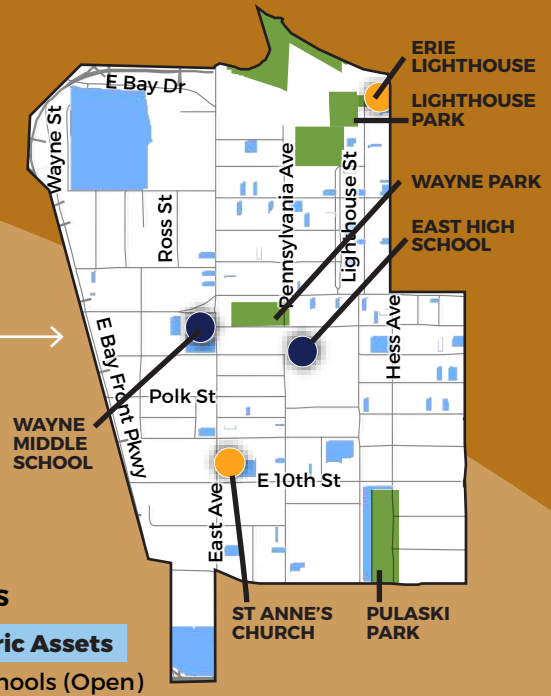 ERIE
LIGHTHOUSE
LIGHTHOUSE
PARK
E Bay Dr
Wayne St
Ross St
Pennsylvania Ave
Lighthouse St
WAYNE PARK
EAST HIGH
SCHOOL
Hess Ave
E Bay Front Pkwy
Polk St
WAYNE
MIDDLE
SCHOOL
E 10th St
East Ave
ST ANNE'S
CHURCH
PULASKI
PARK
ric Assets
hools (Open)